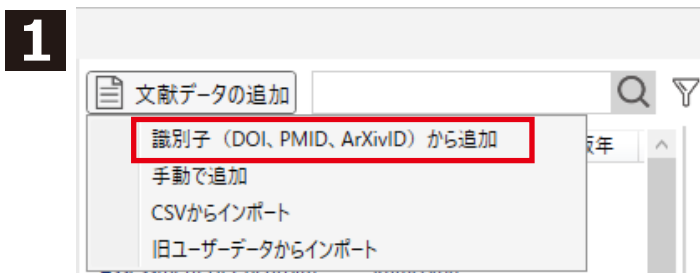 1
文献データの追加
識別子（DOI、PMID、ArXivID）から追加
年
手動で追加
CSVからインポート
旧ユーザーデータからインポート